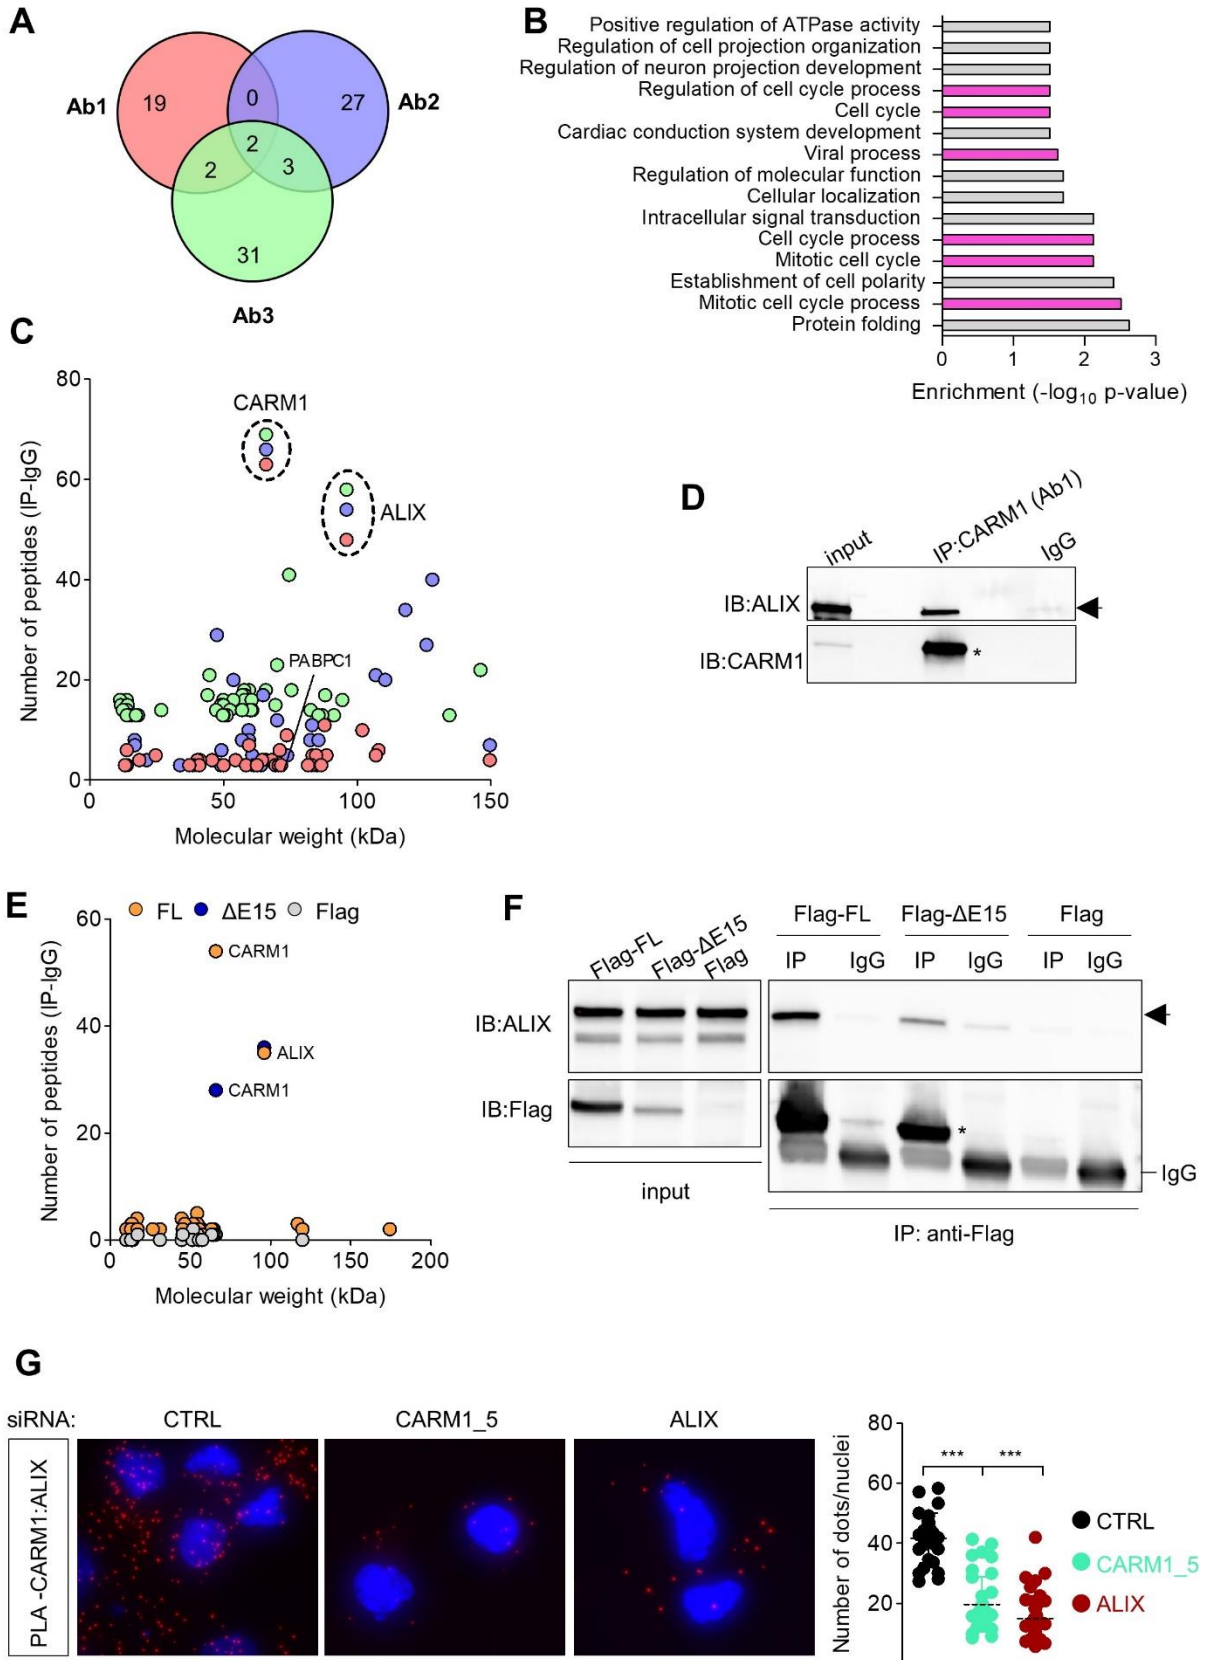 A
Ab1
19
0
27
Ab2
2
2
3
31
Ab3
B
Positive regulation of ATPase activity
Regulation of cell projection organization
Regulation of neuron projection development
Regulation of cell cycle process
Cell cycle
Cardiac conduction system development
Viral process
Regulation of molecular function
Cellular localization
Intracellular signal transduction
Cell cycle process
Mitotic cell cycle
Establishment of cell polarity
Mitotic cell cycle process
Protein folding
0 1 2 3
Enrichment (-log10 p-value)
C
Number of peptides (IP-IgG)
80
60
40
20
0
CARM1
ALIX
PABPC1
0 50 100 150
Molecular weight (kDa)
D
input IP:CARM1 (Ab1) IgG
IB:ALIX
IB:CARM1
*
E
FL ΔE15 Flag
Number of peptides (IP-IgG)
60
40
20
0
CARM1
ALIX
CARM1
0 50 100 150 200
Molecular weight (kDa)
F
Flag-FL Flag-ΔE15 Flag
Flag-FL Flag-ΔE15 Flag
IP IgG IP IgG IP IgG
IB:ALIX
IB:Flag
*
IgG
input
IP: anti-Flag
G
siRNA: CTRL CARM1_5 ALIX
PLA -CARM1:ALIX
Number of dots/nuclei
80
60
40
20
*** ***
CTRL
CARM1_5
ALIX